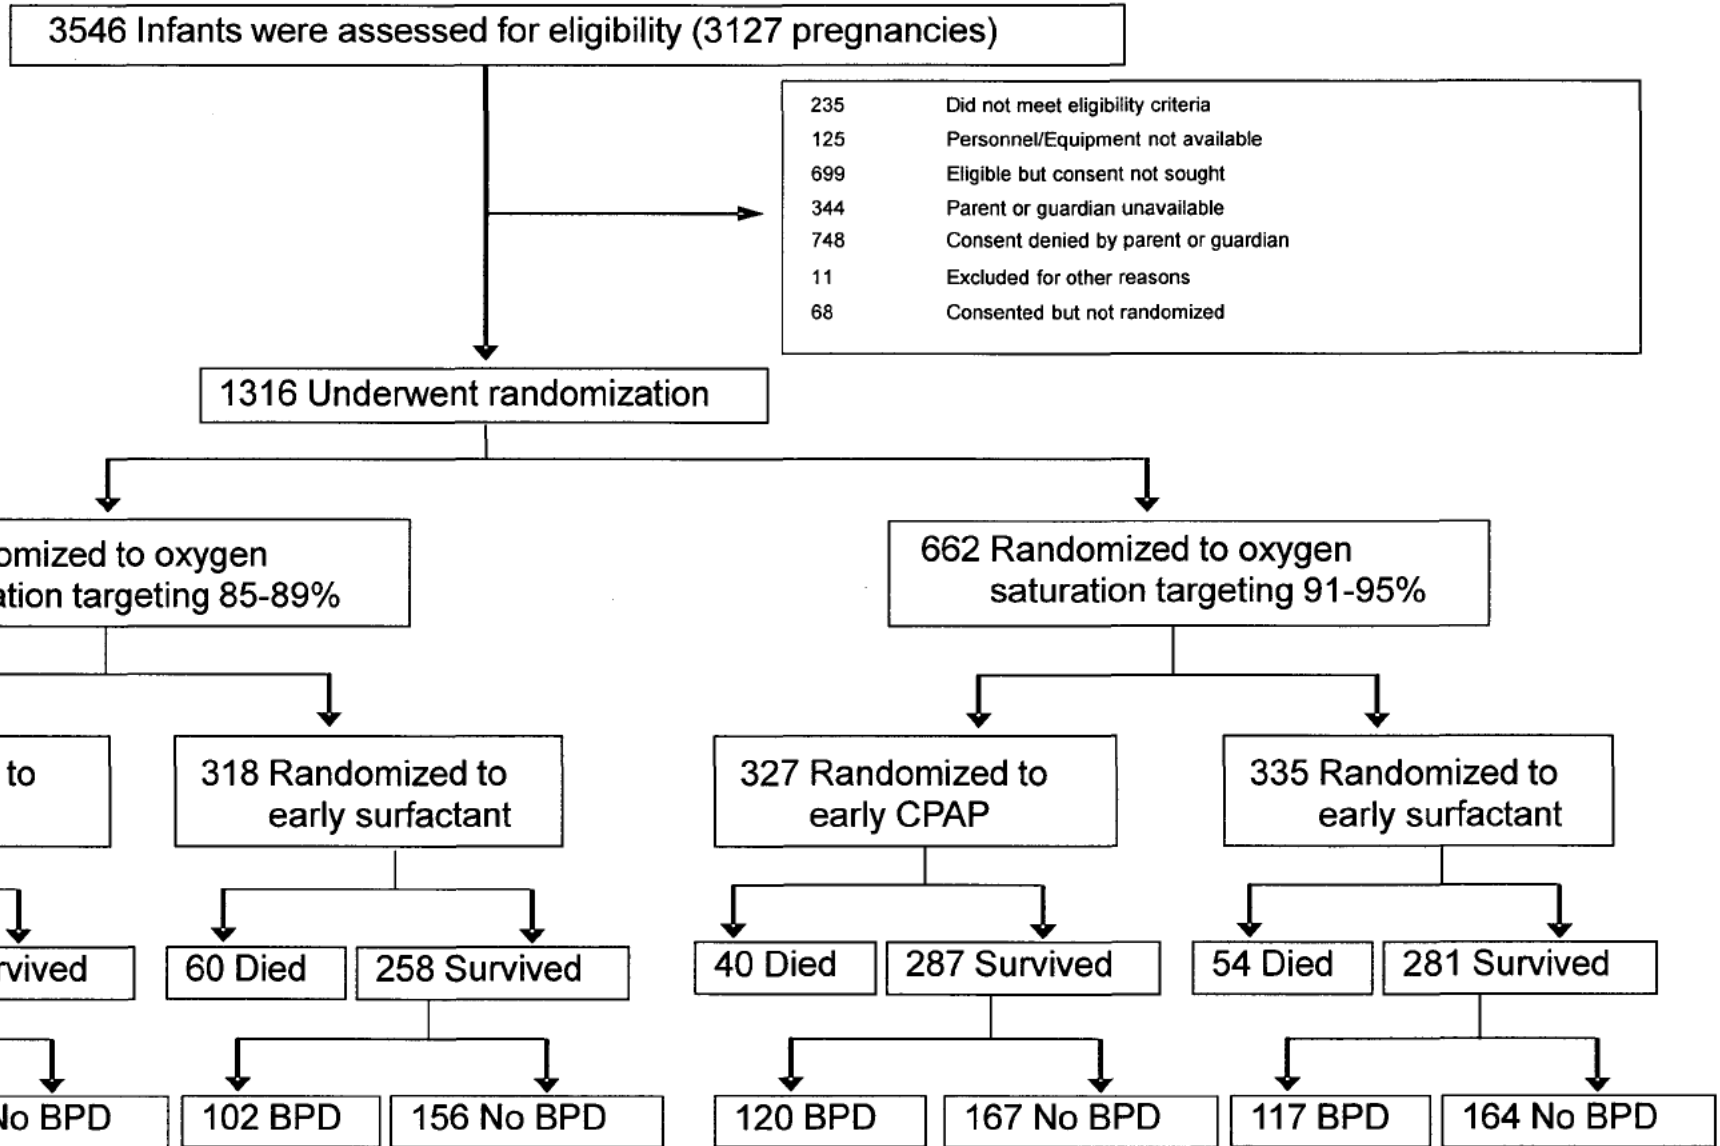 3546 Infants were assessed for eligibility (3127 pregnancies)
235 Did not meet eligibility criteria
125 Personnel/Equipment not available
699 Eligible but consent not sought
344 Parent or guardian unavailable
748 Consent denied by parent or guardian
11 Excluded for other reasons
68 Consented but not randomized
1316 Underwent randomization
omized to oxygen
ation targeting 85-89%
662 Randomized to oxygen
saturation targeting 91-95%
to
318 Randomized to
early surfactant
327 Randomized to
early CPAP
335 Randomized to
early surfactant
rvived
60 Died
258 Survived
40 Died
287 Survived
54 Died
281 Survived
No BPD
102 BPD
156 No BPD
120 BPD
167 No BPD
117 BPD
164 No BPD